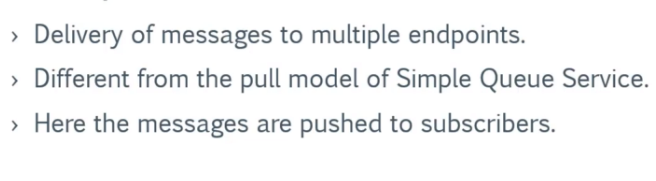 › Delivery of messages to multiple endpoints.
› Different from the pull model of Simple Queue Service.
› Here the messages are pushed to subscribers.